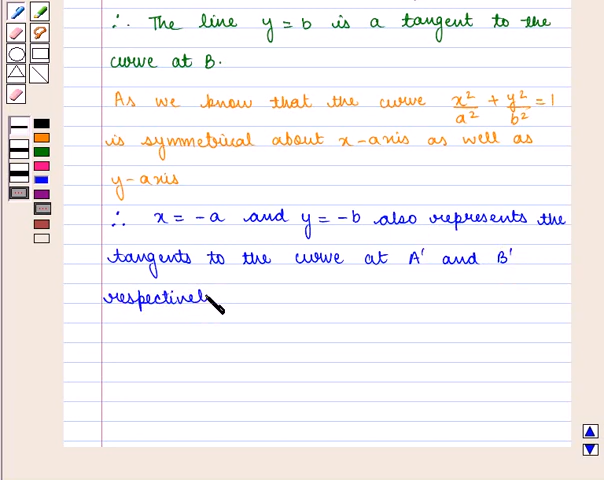 ∴ The line y = b is a tangent to the
curve at B.
As we know that the curve x²/a² + y²/b² = 1
is symmetrical about x-axis as well as
y-axis
∴ x = -a and y = -b also represents the
tangents to the curve at A' and B'
respectivel